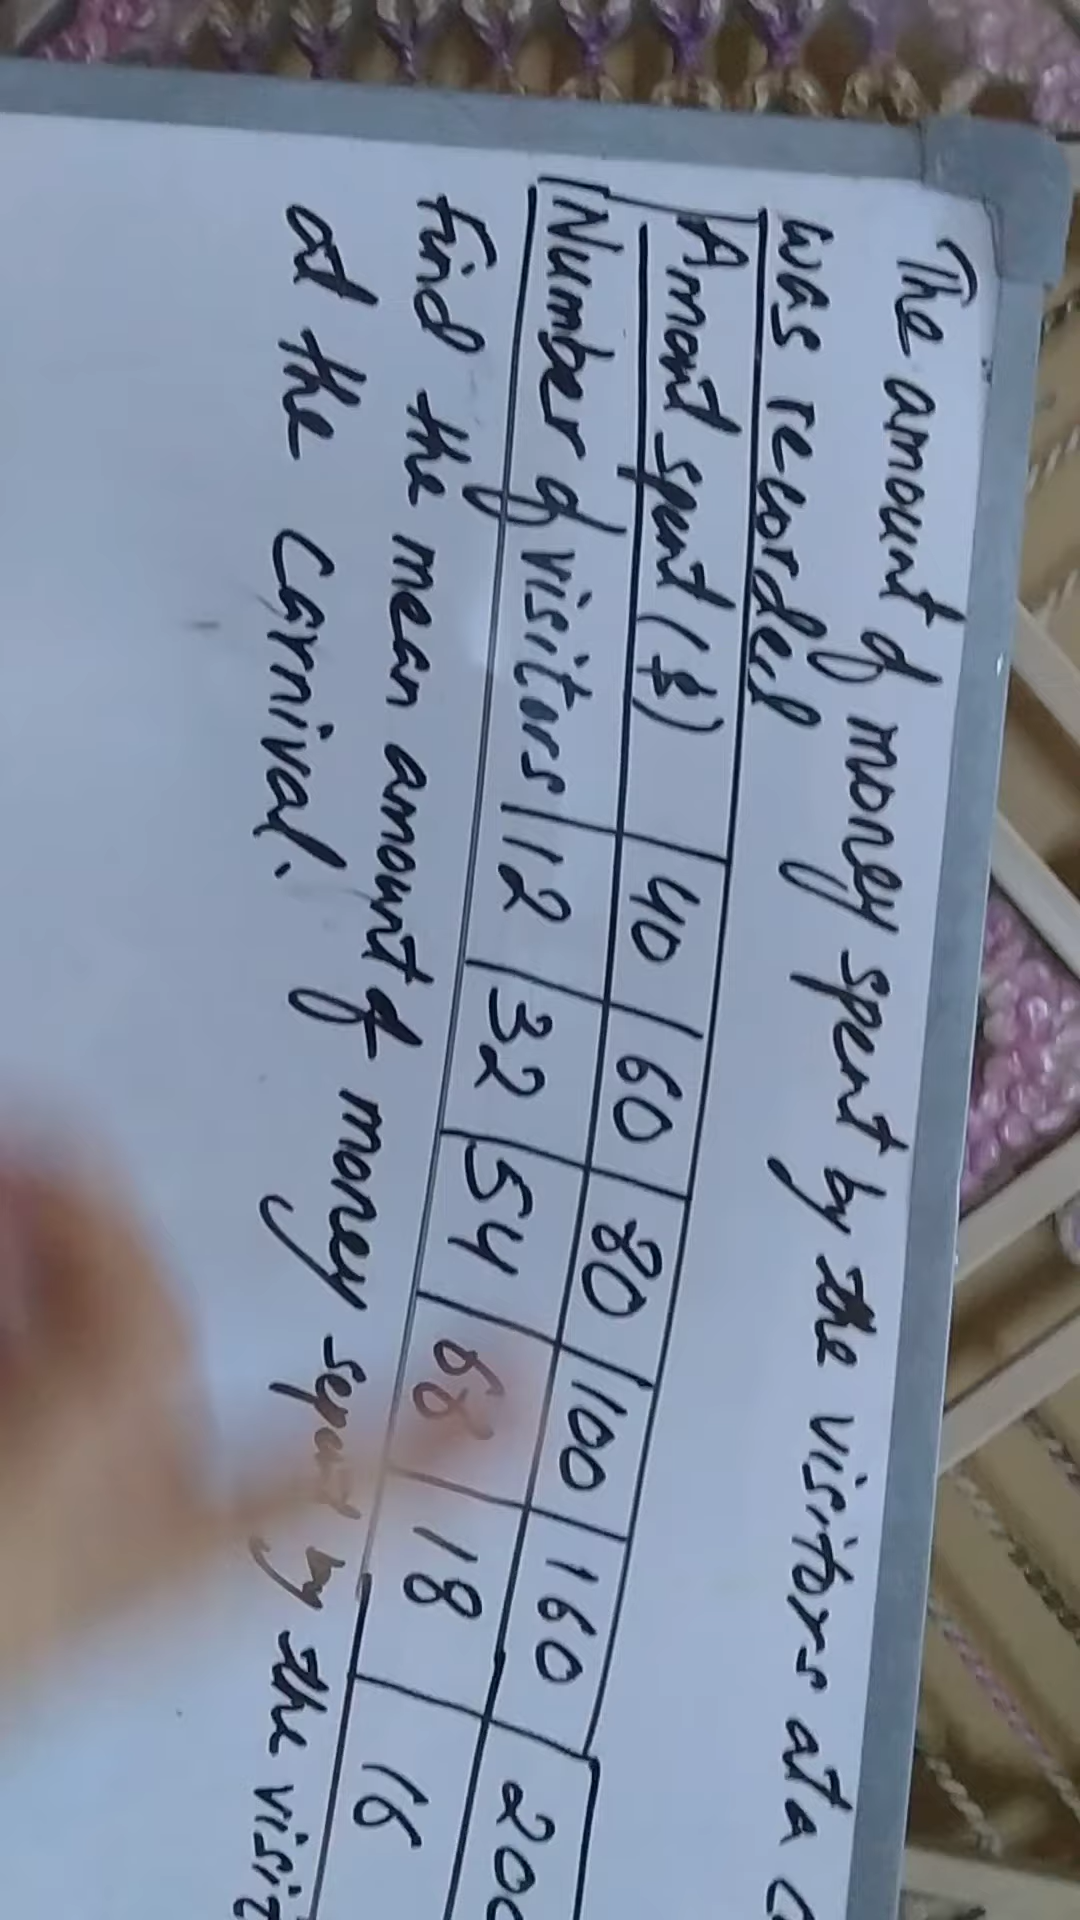 The amount of money spent by the visitors at a
was recorded
Amount spent ($) 40 60 80 100 160 200
Number of visitors 12 32 54 68 18 16
Find the mean amount of money sepnt by the visit
at the Carnival.